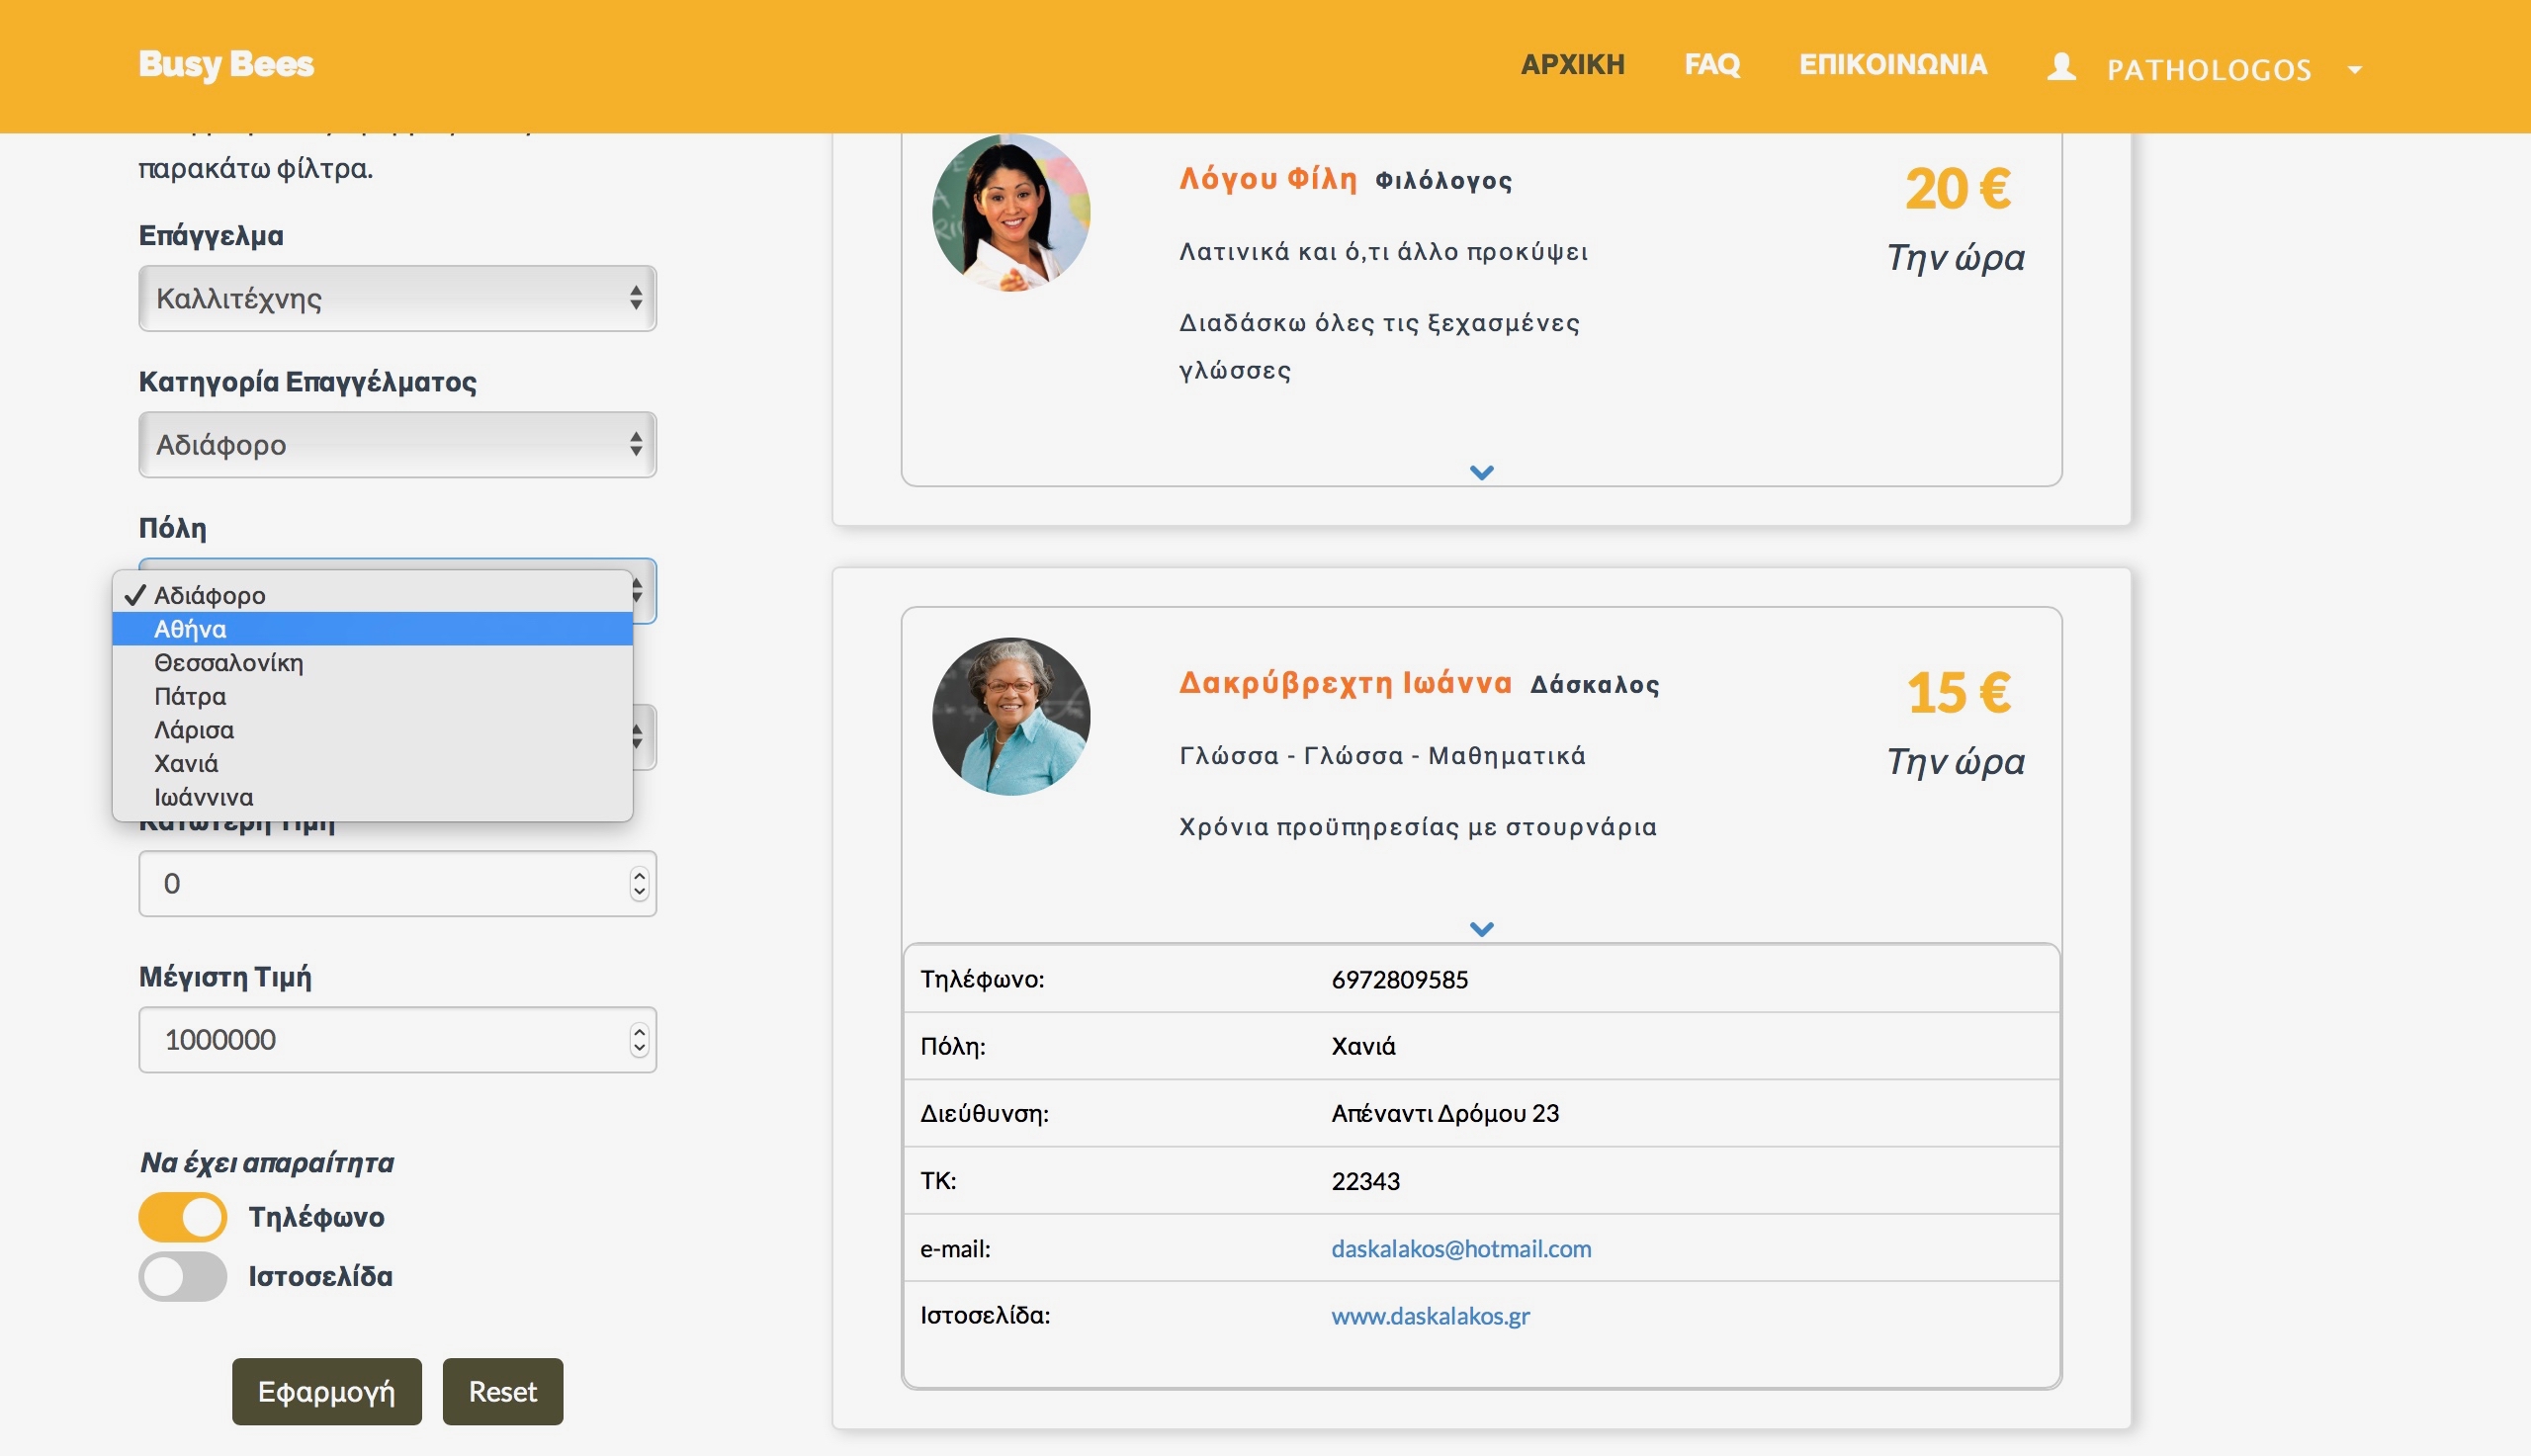 Busy Bees
ΑΡΧΙΚΗ
FAQ
ΕΠΙΚΟΙΝΩΝΙΑ
PATHOLOGOS
παρακάτω φίλτρα.
Επάγγελμα
Καλλιτέχνης
Κατηγορία Επαγγέλματος
Αδιάφορο
Πόλη
Αδιάφορο
Αθήνα
Θεσσαλονίκη
Πάτρα
Λάρισα
Χανιά
Ιωάννινα
Κατώτερη Τιμή
0
Μέγιστη Τιμή
1000000
Να έχει απαραίτητα
Τηλέφωνο
Ιστοσελίδα
Εφαρμογή
Reset
Λόγου Φίλη Φιλόλογος
20 €
Την ώρα
Λατινικά και ό,τι άλλο προκύψει
Διαδάσκω όλες τις ξεχασμένες
γλώσσες
Δακρύβρεχτη Ιωάννα Δάσκαλος
15 €
Την ώρα
Γλώσσα - Γλώσσα - Μαθηματικά
Χρόνια προϋπηρεσίας με στουρνάρια
Τηλέφωνο: 6972809585
Πόλη: Χανιά
Διεύθυνση: Απέναντι Δρόμου 23
ΤΚ: 22343
e-mail: daskalakos@hotmail.com
Ιστοσελίδα: www.daskalakos.gr